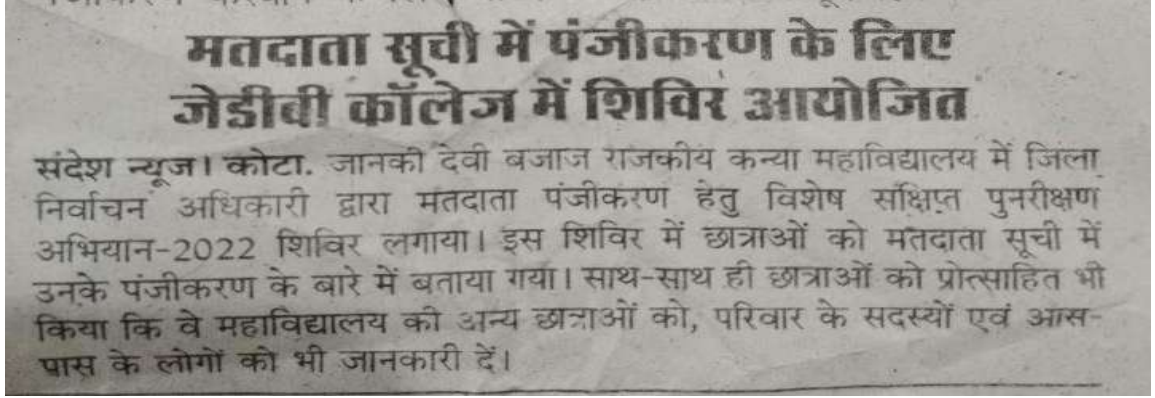 मतदाता सूची में पंजीकरण के लिए
जेडीबी कॉलेज में शिविर आयोजित
संदेश न्यूज। कोटा. जानकी देवी बजाज राजकीय कन्या महाविद्यालय में जिला
निर्वाचन अधिकारी द्वारा मतदाता पंजीकरण हेतु विशेष संक्षिप्त पुनरीक्षण
अभियान-2022 शिविर लगाया। इस शिविर में छात्राओं को मतदाता सूची में
उनके पंजीकरण के बारे में बताया गया। साथ-साथ ही छात्राओं को प्रोत्साहित भी
किया कि वे महाविद्यालय की अन्य छात्राओं को, परिवार के सदस्यों एवं आस-
पास के लोगों को भी जानकारी दें।